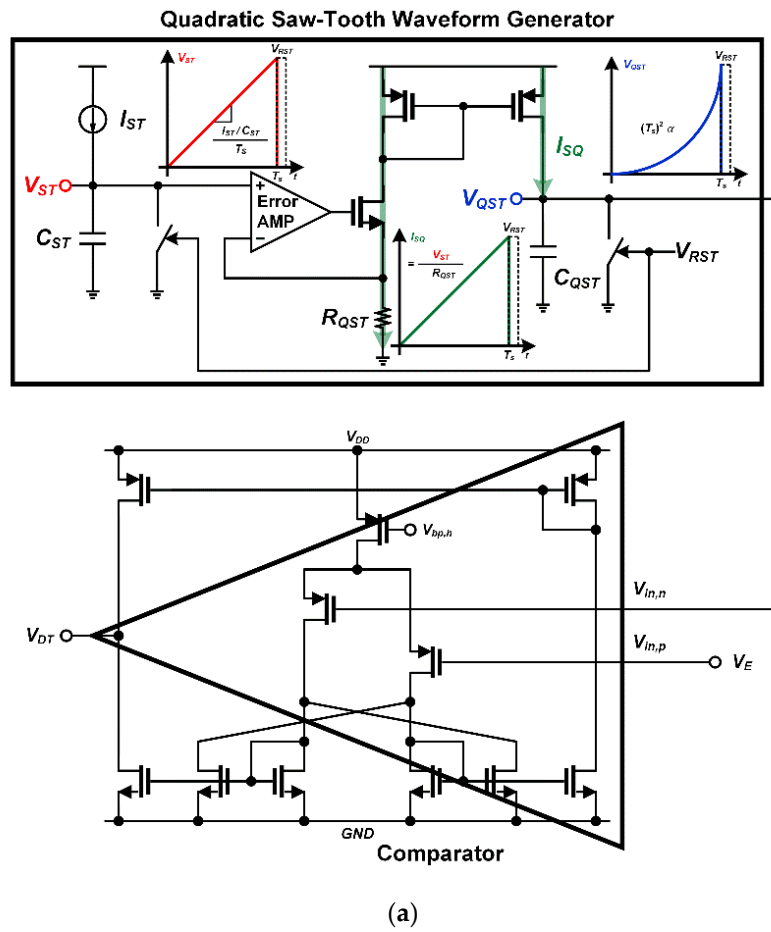 Quadratic Saw-Tooth Waveform Generator
V_ST
V_RST
I_ST
I_ST / C_ST
T_S
T_s t
V_ST
C_ST
+
Error
AMP
−
R_QST
I_SQ
V_RST
= V_ST
R_QST
T_s t
I_SQ
V_QST
C_QST
V_RST
V_QST
V_RST
(T_s)² α
T_s t
V_DD
V_bp,h
V_in,n
V_in,p
V_DT
V_E
GND
Comparator
(a)